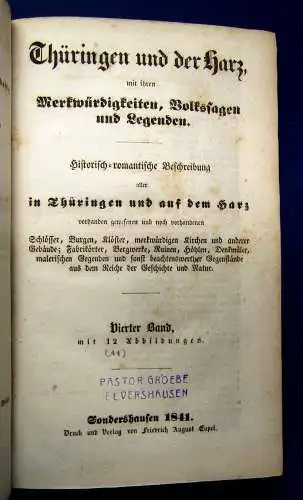 Thüringen und der Harz,
mit ihren
Merkwürdigkeiten, Volkssagen
und Legenden.
Historisch-romantische Beschreibung
aller
in Thüringen und auf dem Harz
vorhanden gewesenen und noch vorhandenen
Schlösser, Burgen, Klöster, merkwürdigen Kirchen und anderer
Gebäude; Fabrikörter, Bergwerke, Ruinen, Höhlen, Denkmäler,
malerischen Gegenden und sonst beachtenswerther Gegenstände
aus dem Reiche der Geschichte und Natur.
Vierter Band,
mit 12 Abbildungen.
(11)
PASTOR GROEBE
ELVERSHAUSEN
Sondershausen 1841.
Druck und Verlag von Friedrich August Eupel.